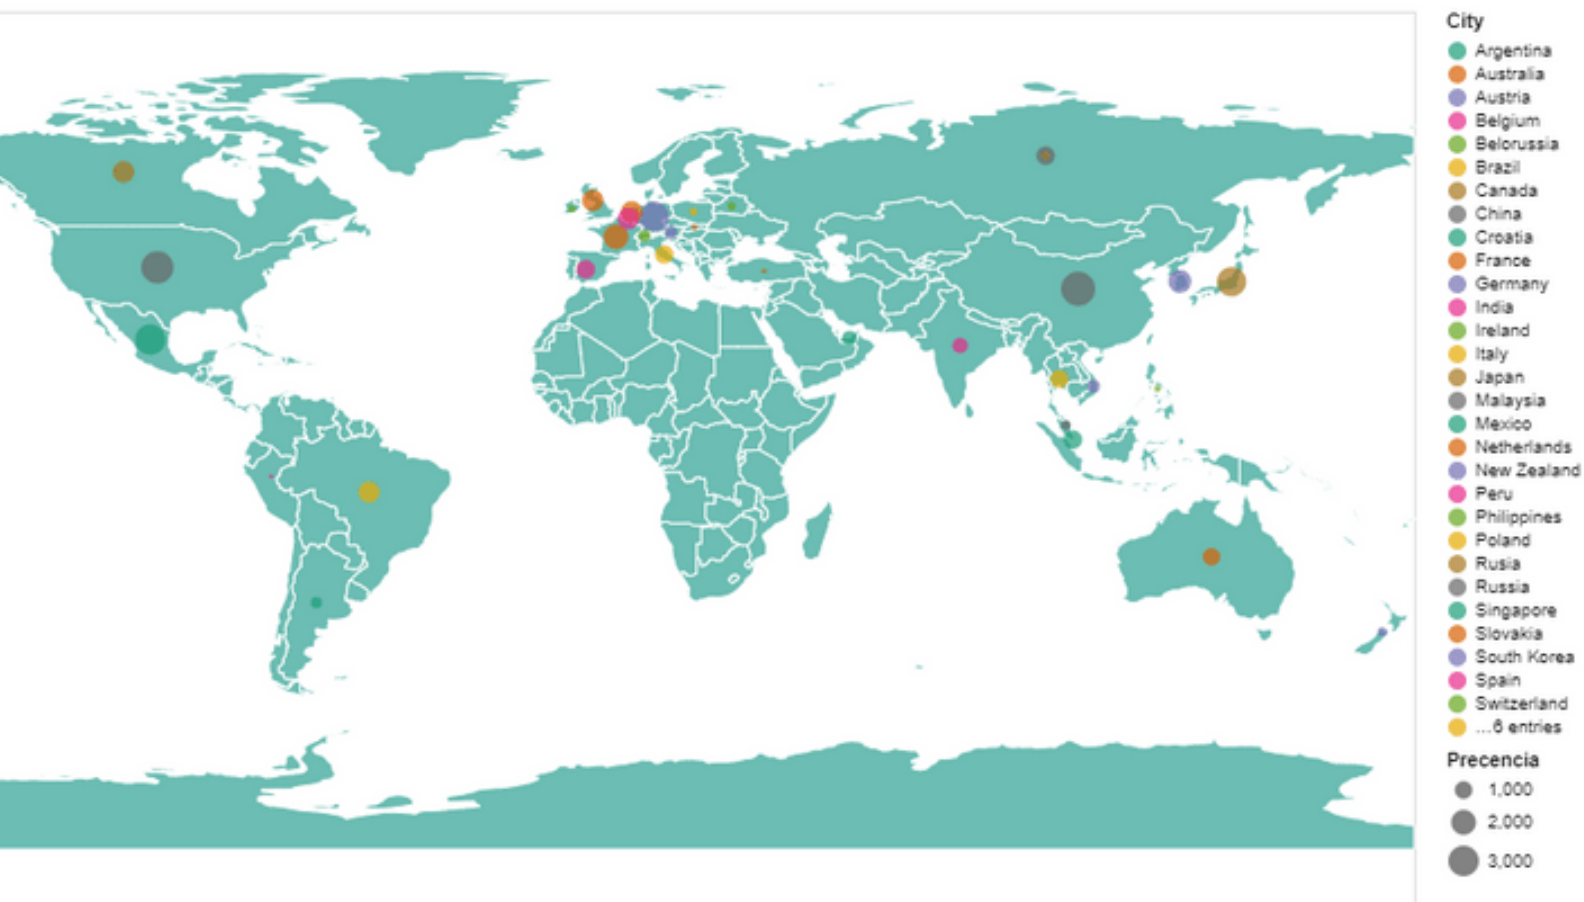 City
Argentina
Australia
Austria
Belgium
Belorussia
Brazil
Canada
China
Croatia
France
Germany
India
Ireland
Italy
Japan
Malaysia
Mexico
Netherlands
New Zealand
Peru
Philippines
Poland
Rusia
Russia
Singapore
Slovakia
South Korea
Spain
Switzerland
...6 entries
Precencia
1,000
2,000
3,000